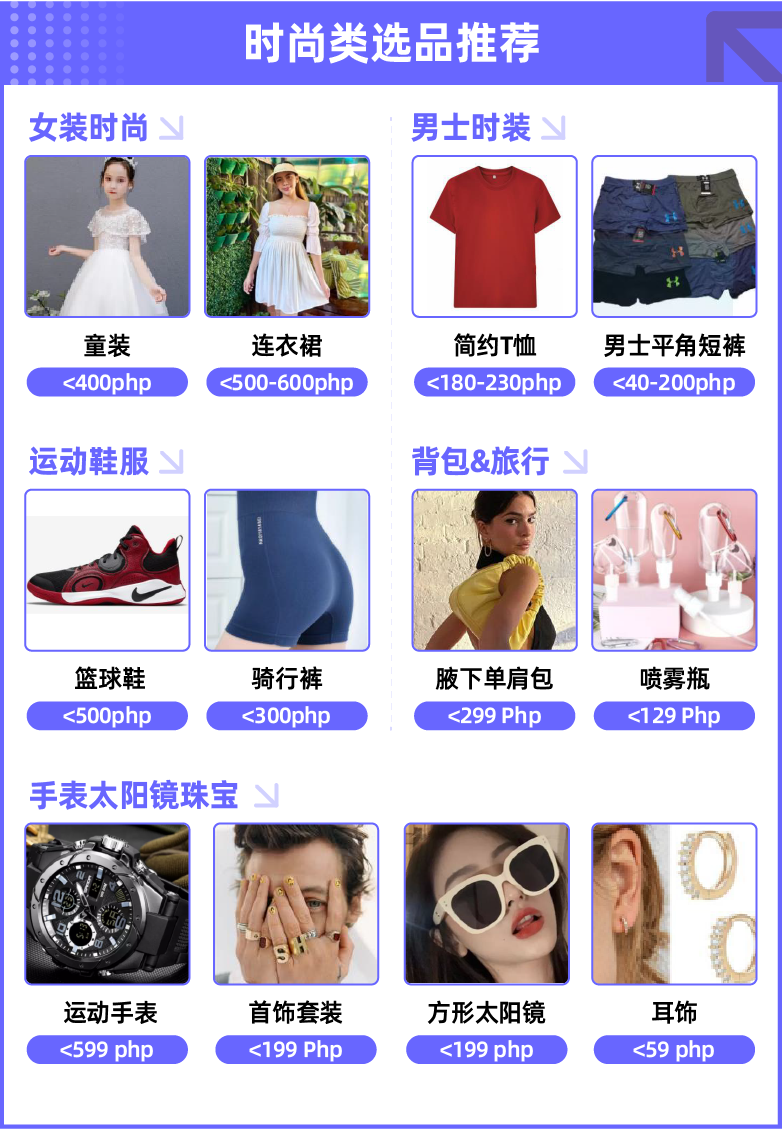 时尚类选品推荐
女装时尚
男士时装
童装
连衣裙
简约T恤
男士平角短裤
<400php
<500-600php
<180-230php
<40-200php
运动鞋服
背包&旅行
篮球鞋
骑行裤
腋下单肩包
喷雾瓶
<500php
<300php
<299 Php
<129 Php
手表太阳镜珠宝
运动手表
首饰套装
方形太阳镜
耳饰
<599 php
<199 Php
<199 php
<59 php